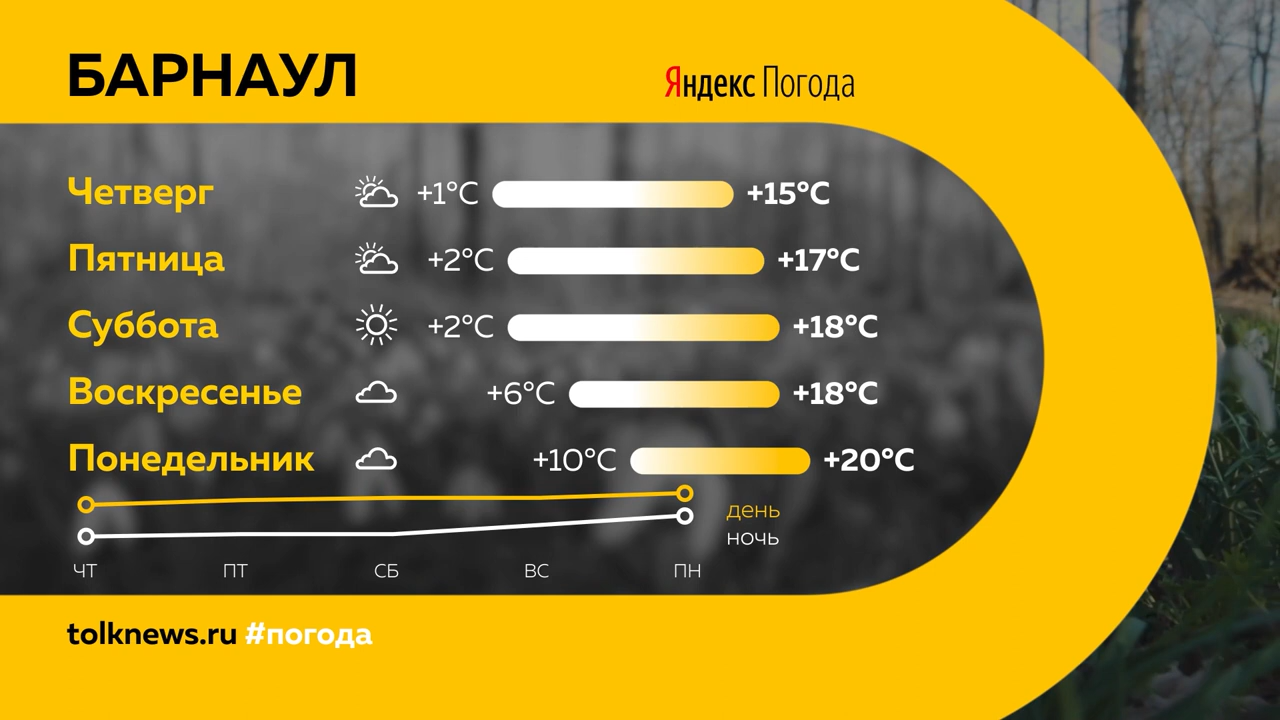 БАРНАУЛ
Яндекс Погода
Четверг +1°C +15°C
Пятница +2°C +17°C
Суббота +2°C +18°C
Воскресенье +6°C +18°C
Понедельник +10°C +20°C
день
ночь
ЧТ ПТ СБ ВС ПН
tolknews.ru #погода